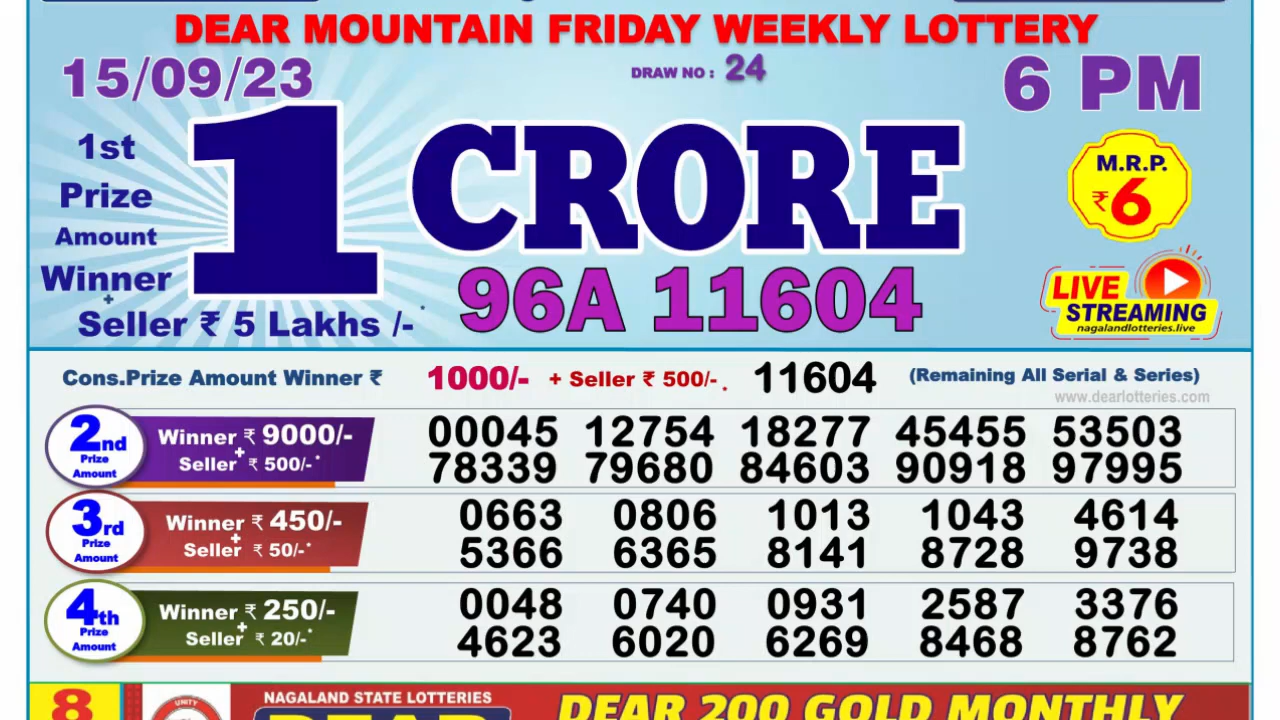 DEAR MOUNTAIN FRIDAY WEEKLY LOTTERY
15/09/23
DRAW NO : 24
6 PM
1st
Prize
Amount
Winner
+
Seller ₹ 5 Lakhs /-*
1 CRORE
96A 11604
M.R.P.
₹6
LIVE
STREAMING
nagalandlotteries.live
Cons.Prize Amount Winner ₹ 1000/- + Seller ₹ 500/- . 11604 (Remaining All Serial & Series)
www.dearlotteries.com
2nd
Prize
Amount
Winner ₹ 9000/-
+
Seller ₹ 500/-*
00045 12754 18277 45455 53503
78339 79680 84603 90918 97995
3rd
Prize
Amount
Winner ₹ 450/-
+
Seller ₹ 50/-*
0663 0806 1013 1043 4614
5366 6365 8141 8728 9738
4th
Prize
Amount
Winner ₹ 250/-
+
Seller ₹ 20/-*
0048 0740 0931 2587 3376
4623 6020 6269 8468 8762
8
UNITY
NAGALAND STATE LOTTERIES
DEAR
DEAR 200 GOLD MONTHLY